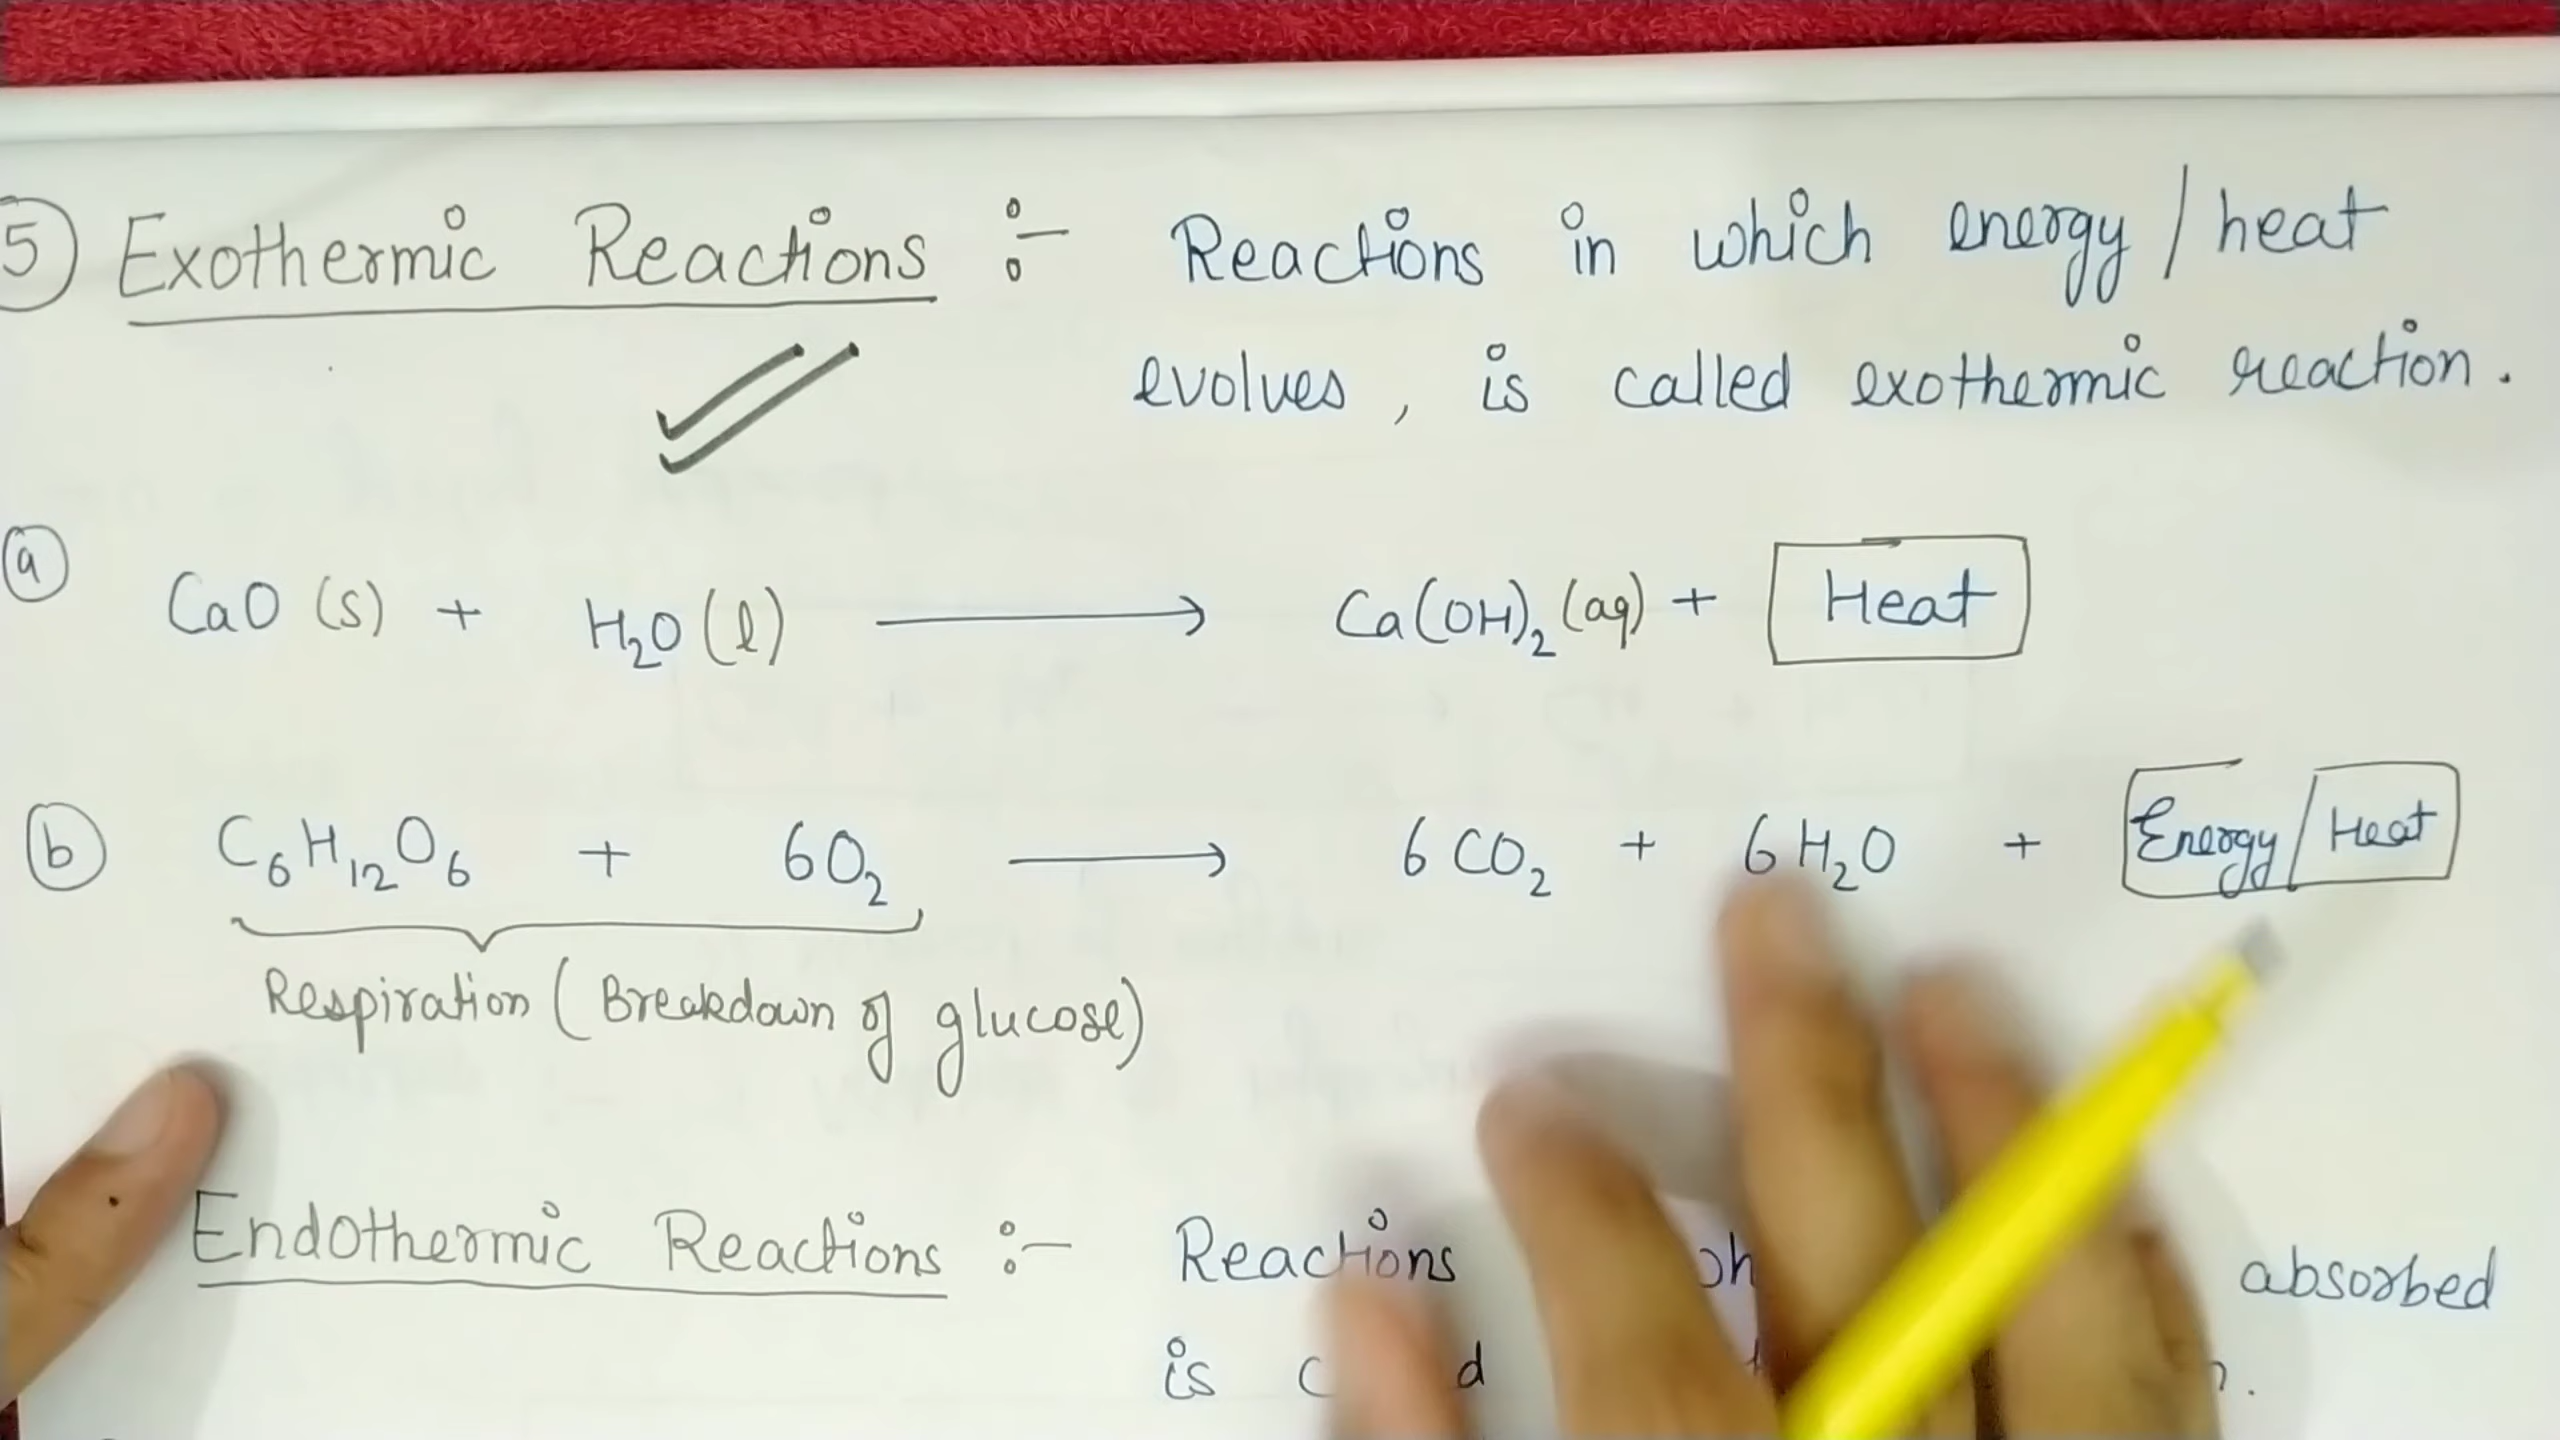 5 Exothermic Reactions :- Reactions in which energy / heat
evolves, is called exothermic reaction.
a CaO (s) + H₂O (l) ⟶ Ca(OH)₂ (aq) + Heat
b C₆H₁₂O₆ + 6O₂ ⟶ 6CO₂ + 6H₂O + Energy / Heat
Respiration (Breakdown of glucose)
Endothermic Reactions :- Reactions absorbed
is